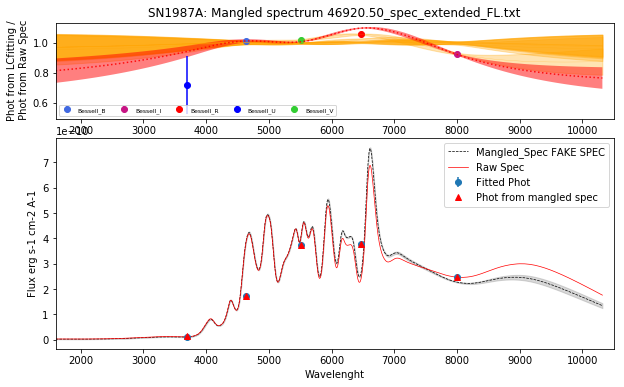 SN1987A: Mangled spectrum 46920.50_spec_extended_FL.txt
Phot from LCfitting /
Phot from Raw Spec
1.0
0.8
0.6
Bessell_B Bessell_I Bessell_R Bessell_U Bessell_V
2000 3000 4000 5000 6000 7000 8000 9000 10000
1e−10
Flux erg s-1 cm-2 A-1
7
6
5
4
3
2
1
0
Mangled_Spec FAKE SPEC
Raw Spec
Fitted Phot
Phot from mangled spec
2000 3000 4000 5000 6000 7000 8000 9000 10000
Wavelenght